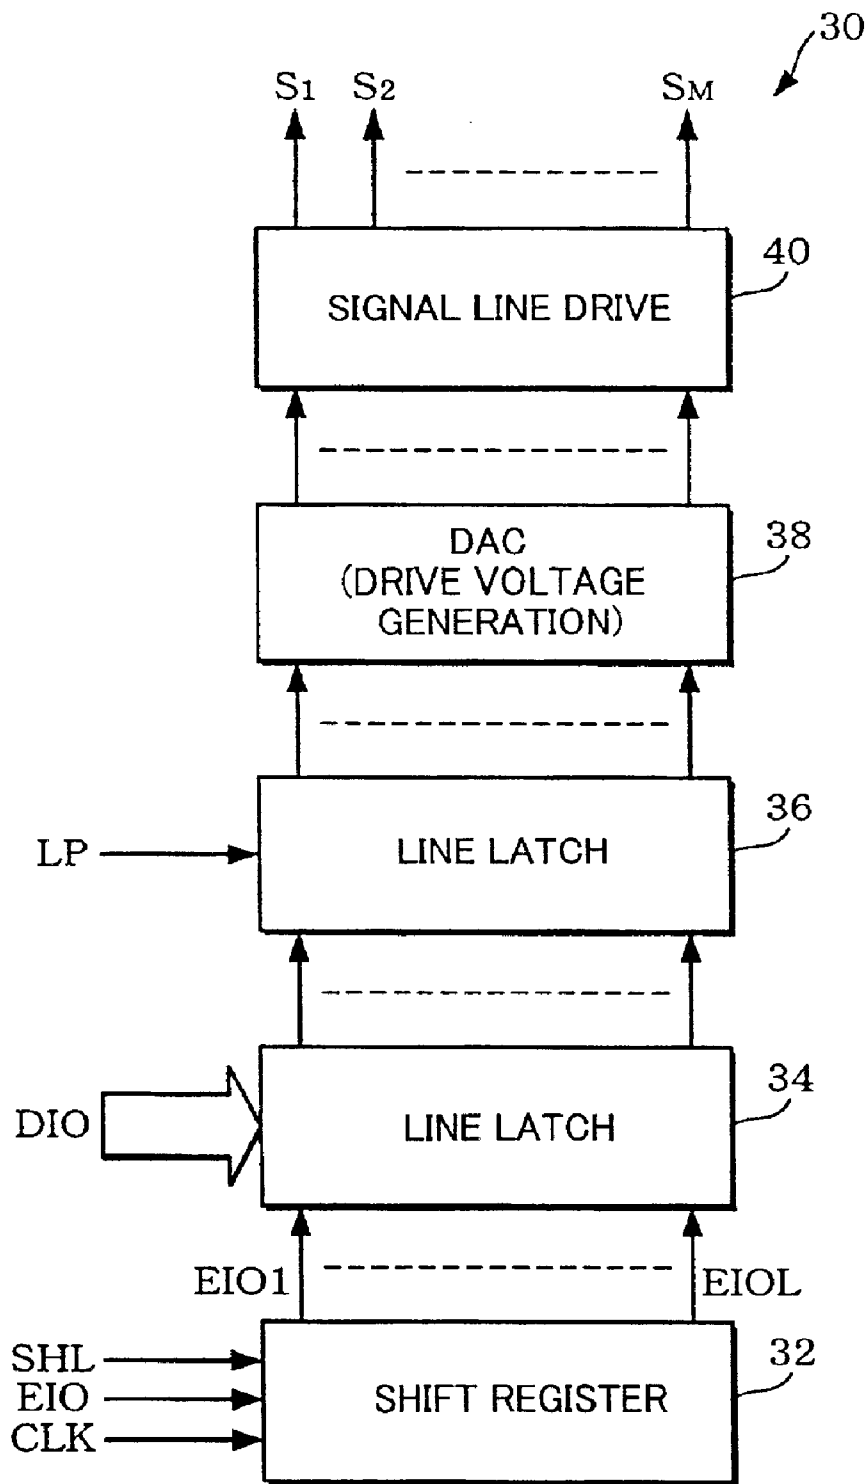 30
S1 S2 SM
40
SIGNAL LINE DRIVE
38
DAC
(DRIVE VOLTAGE
GENERATION)
36
LP
LINE LATCH
34
DIO
LINE LATCH
EIO1 EIOL
32
SHL
EIO
SHIFT REGISTER
CLK